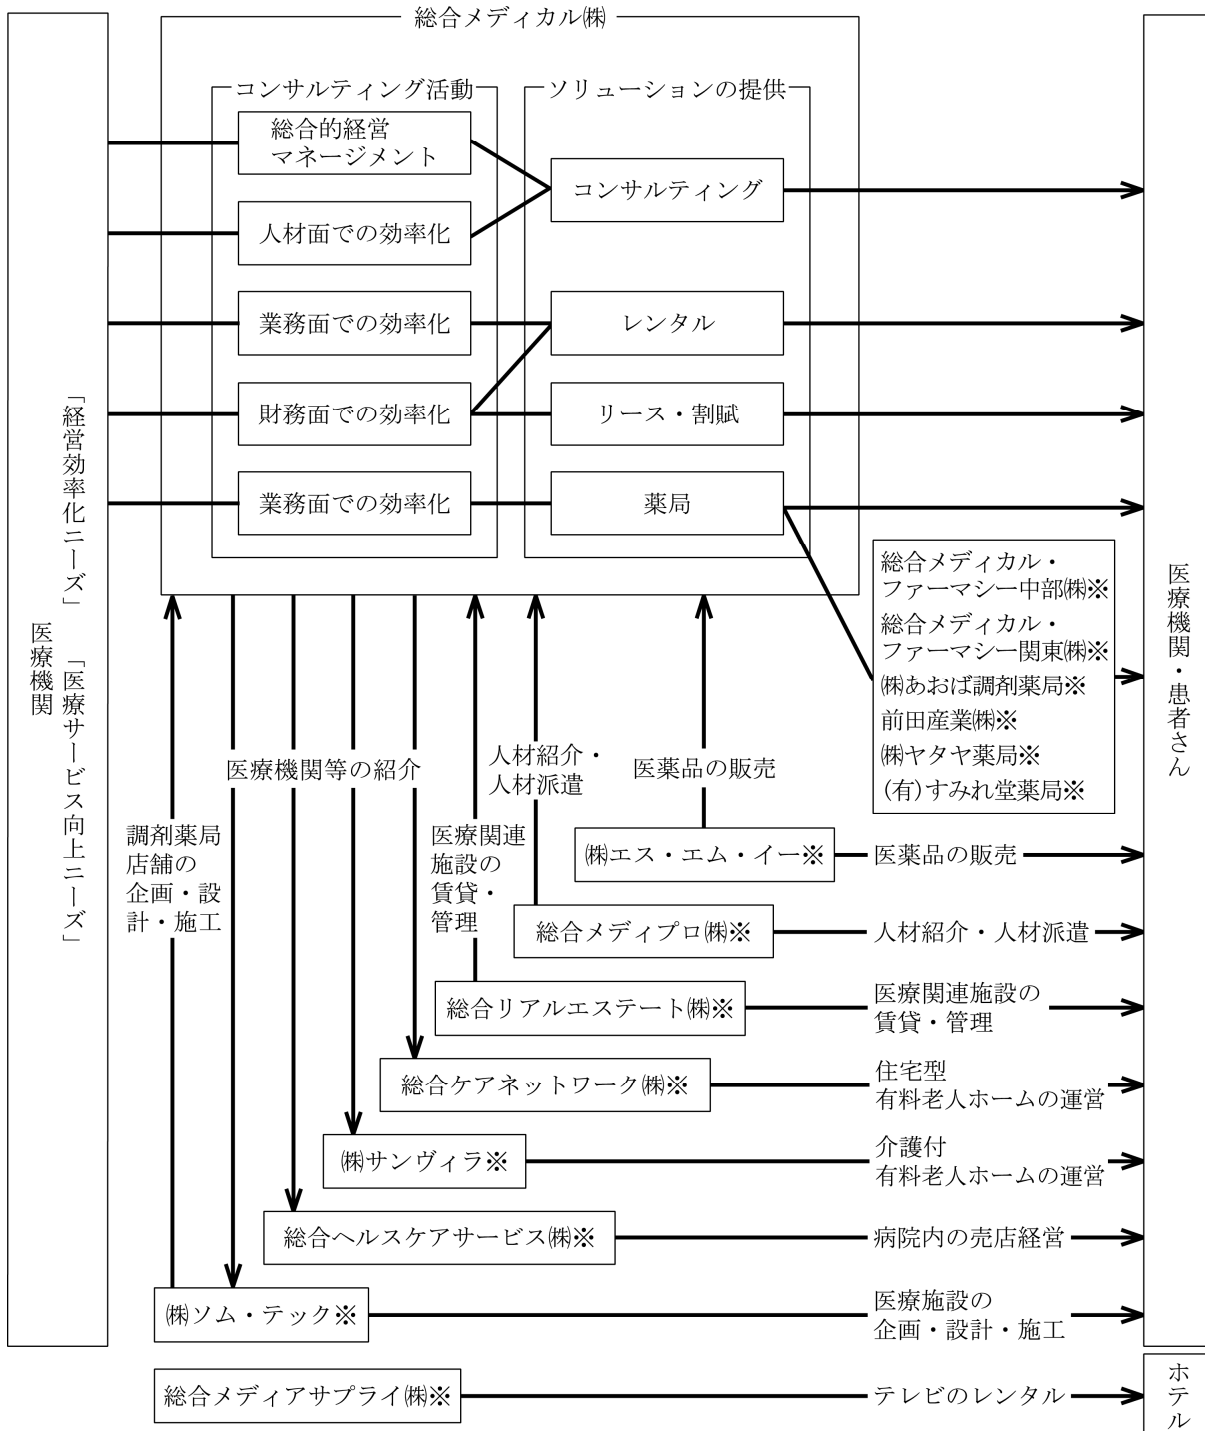 総合メディカル㈱
コンサルティング活動
ソリューションの提供
総合的経営
マネージメント
人材面での効率化
業務面での効率化
財務面での効率化
業務面での効率化
コンサルティング
レンタル
リース・割賦
薬局
「経営効率化ニーズ」　「医療サービス向上ニーズ」
医療機関
医療機関・患者さん
総合メディカル・
ファーマシー中部㈱※
総合メディカル・
ファーマシー関東㈱※
㈱あおば調剤薬局※
前田産業㈱※
㈱ヤタヤ薬局※
(有)すみれ堂薬局※
調剤薬局
店舗の
企画・設
計・施工
医療機関等の紹介
医療関連
施設の
賃貸・
管理
人材紹介・
人材派遣
医薬品の販売
㈱エス・エム・イー※
医薬品の販売
総合メディプロ㈱※
人材紹介・人材派遣
総合リアルエステート㈱※
医療関連施設の
賃貸・管理
総合ケアネットワーク㈱※
住宅型
有料老人ホームの運営
㈱サンヴィラ※
介護付
有料老人ホームの運営
総合ヘルスケアサービス㈱※
病院内の売店経営
㈱ソム・テック※
医療施設の
企画・設計・施工
総合メディアサプライ㈱※
テレビのレンタル
ホテル